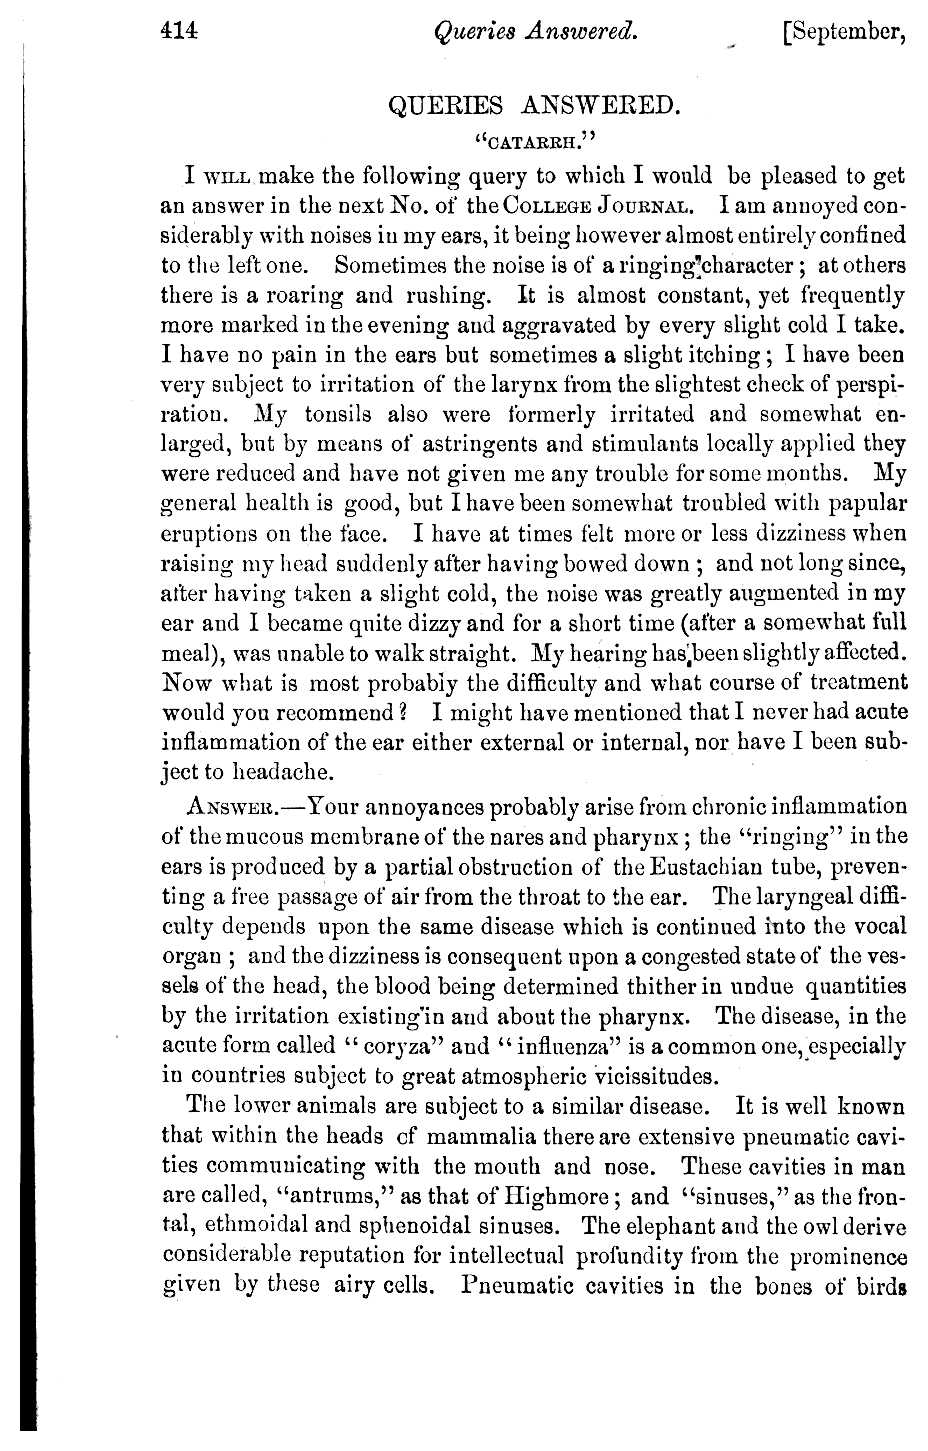 414 Queries Answered. [September,
QUERIES ANSWERED.
"CATARRH."
I WILL make the following query to which I would be pleased to get
an answer in the next No. of the COLLEGE JOURNAL. I am annoyed con-
siderably with noises in my ears, it being however almost entirely confined
to the left one. Sometimes the noise is of a ringing character; at others
there is a roaring and rushing. It is almost constant, yet frequently
more marked in the evening and aggravated by every slight cold I take.
I have no pain in the ears but sometimes a slight itching; I have been
very subject to irritation of the larynx from the slightest check of perspi-
ration. My tonsils also were formerly irritated and somewhat en-
larged, but by means of astringents and stimulants locally applied they
were reduced and have not given me any trouble for some months. My
general health is good, but I have been somewhat troubled with papular
eruptions on the face. I have at times felt more or less dizziness when
raising my head suddenly after having bowed down; and not long since,
after having taken a slight cold, the noise was greatly augmented in my
ear and I became quite dizzy and for a short time (after a somewhat full
meal), was unable to walk straight. My hearing has been slightly affected.
Now what is most probably the difficulty and what course of treatment
would you recommend? I might have mentioned that I never had acute
inflammation of the ear either external or internal, nor have I been sub-
ject to headache.
ANSWER.—Your annoyances probably arise from chronic inflammation
of the mucous membrane of the nares and pharynx; the "ringing" in the
ears is produced by a partial obstruction of the Eustachian tube, preven-
ting a free passage of air from the throat to the ear. The laryngeal diffi-
culty depends upon the same disease which is continued into the vocal
organ; and the dizziness is consequent upon a congested state of the ves-
sels of the head, the blood being determined thither in undue quantities
by the irritation existing in and about the pharynx. The disease, in the
acute form called "coryza" and "influenza" is a common one, especially
in countries subject to great atmospheric vicissitudes.
The lower animals are subject to a similar disease. It is well known
that within the heads of mammalia there are extensive pneumatic cavi-
ties communicating with the mouth and nose. These cavities in man
are called, "antrums," as that of Highmore; and "sinuses," as the fron-
tal, ethmoidal and sphenoidal sinuses. The elephant and the owl derive
considerable reputation for intellectual profundity from the prominence
given by these airy cells. Pneumatic cavities in the bones of birds